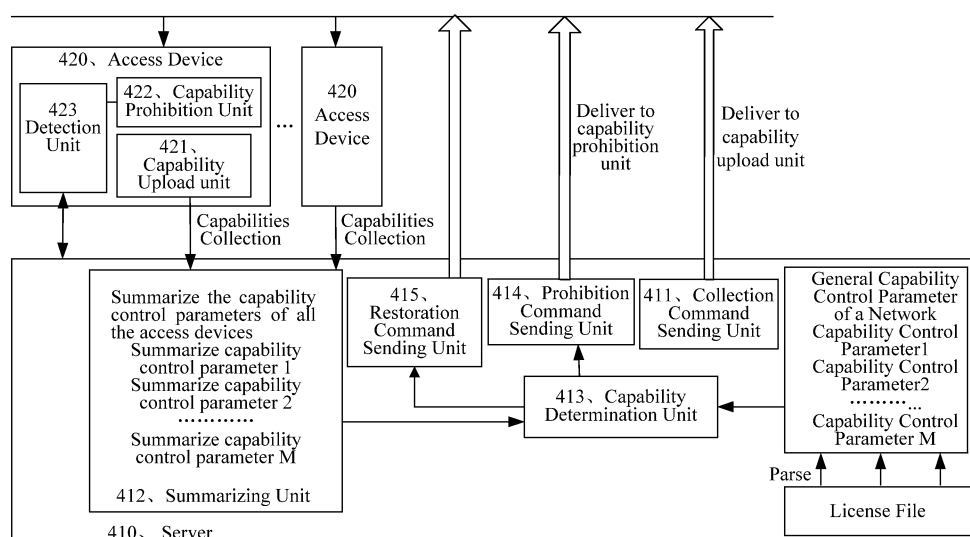 420、Access Device
423
Detection
Unit
422、Capability
Prohibition Unit
421、
Capability
Upload unit
...
420
Access
Device
Deliver to
capability
prohibition
unit
Deliver to
capability
upload unit
Capabilities
Collection
Capabilities
Collection
Summarize the capability
control parameters of all
the access devices
Summarize capability
control parameter 1
Summarize capability
control parameter 2
…………
Summarize capability
control parameter M
412、Summarizing Unit
415、
Restoration
Command
Sending Unit
414、Prohibition
Command
Sending Unit
411、Collection
Command
Sending Unit
413、Capability
Determination Unit
General Capability
Control Parameter
of a Network
Capability Control
Parameter1
Capability Control
Parameter2
………...
Capability Control
Parameter M
Parse
License File
410、 Server